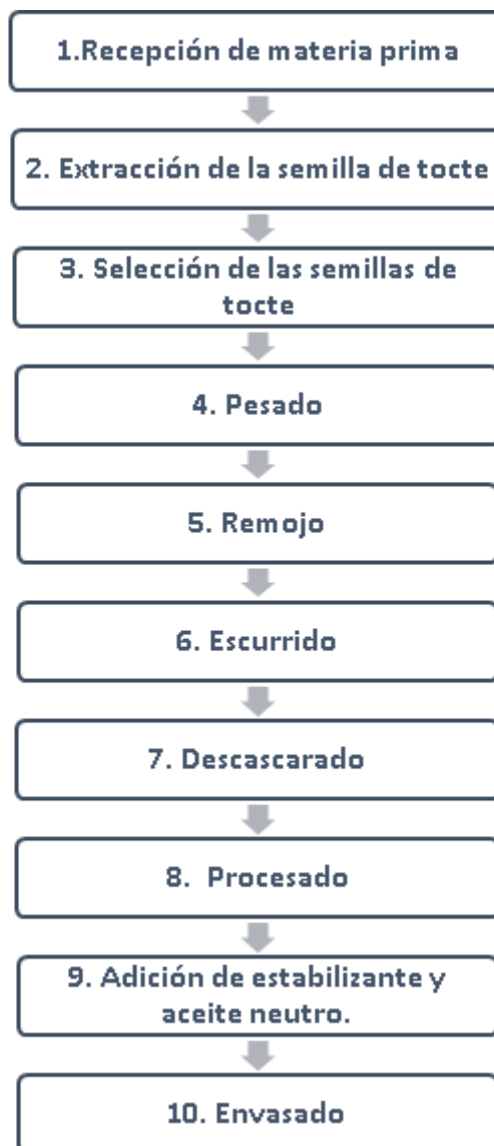 1.Recepción de materia prima
2. Extracción de la semilla de tocte
3. Selección de las semillas de
tocte
4. Pesado
5. Remojo
6. Escurrido
7. Descascarado
8. Procesado
9. Adición de estabilizante y
aceite neutro.
10. Envasado